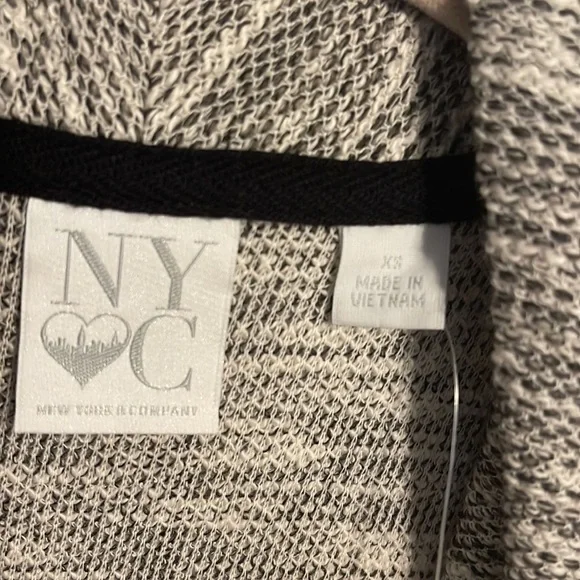 NY
C
NEW YORK & COMPANY
XS
MADE IN
VIETNAM